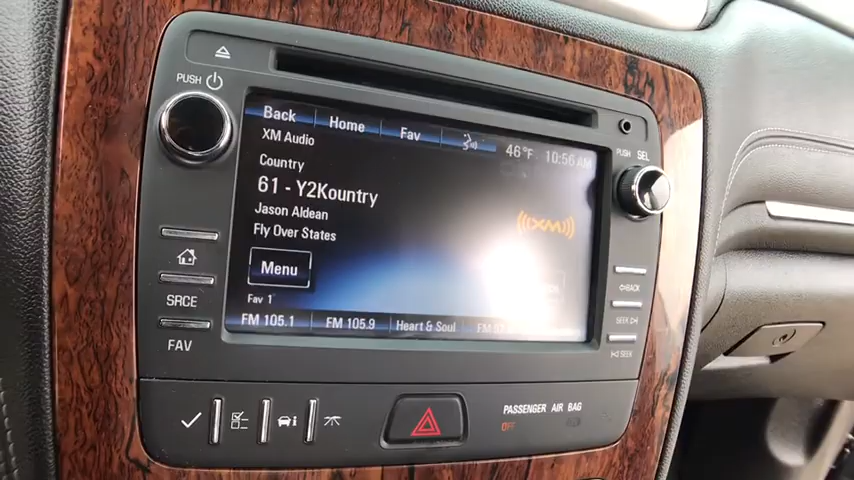 PUSH
Back Home Fav 46°F 10:56 AM
PUSH SEL
XM Audio
Country
61 - Y2Kountry
Jason Aldean
Fly Over States
((XM))
Menu
Fav 1
FM 105.1 FM 105.9 Heart & Soul
SRCE
FAV
BACK
SEEK
SEEK
PASSENGER AIR BAG
OFF